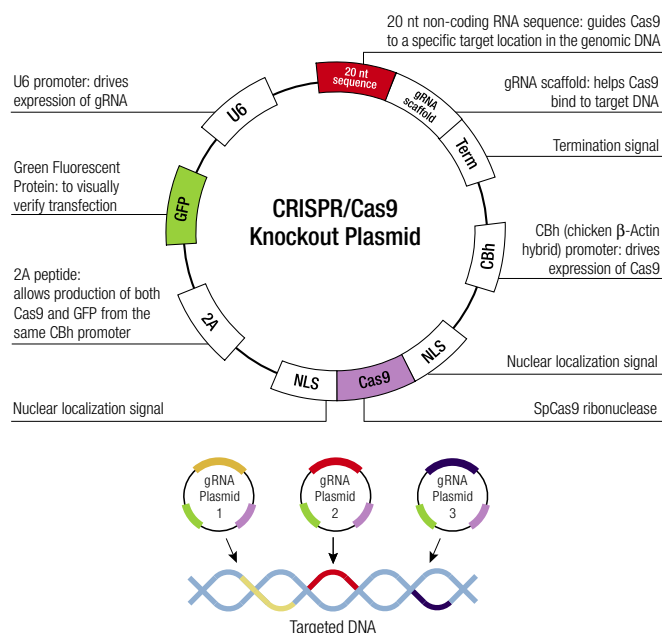 20 nt non-coding RNA sequence: guides Cas9
to a specific target location in the genomic DNA
U6 promoter: drives
expression of gRNA
gRNA scaffold: helps Cas9
bind to target DNA
Termination signal
Green Fluorescent
Protein: to visually
verify transfection
CBh (chicken β-Actin
hybrid) promoter: drives
expression of Cas9
2A peptide:
allows production of both
Cas9 and GFP from the
same CBh promoter
Nuclear localization signal
Nuclear localization signal
SpCas9 ribonuclease
20 nt
sequence
gRNA
scaffold
Term
CBh
NLS
Cas9
NLS
2A
GFP
U6
CRISPR/Cas9
Knockout Plasmid
gRNA
Plasmid
1
gRNA
Plasmid
2
gRNA
Plasmid
3
Targeted DNA